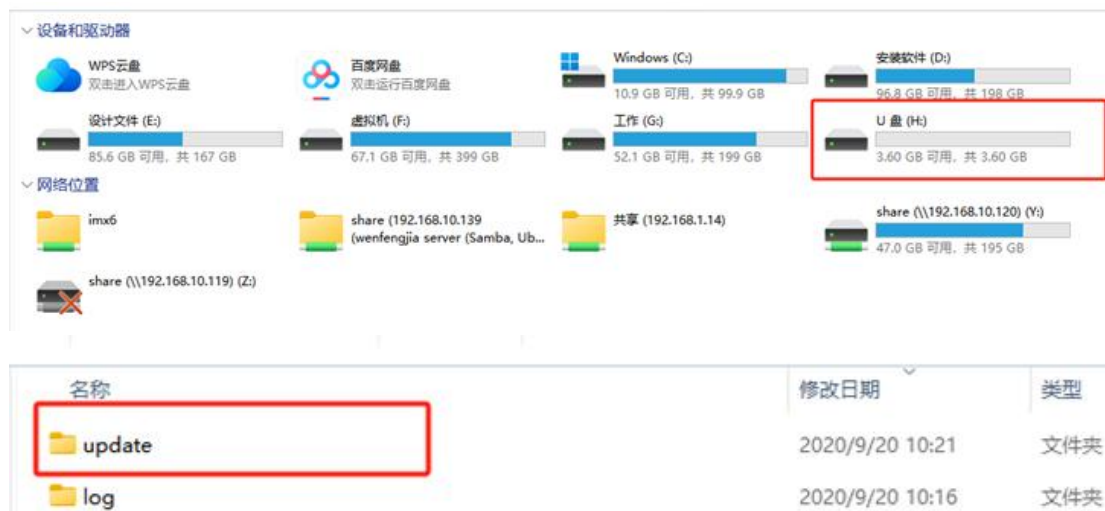 设备和驱动器
WPS云盘
双击进入WPS云盘
百度网盘
双击运行百度网盘
Windows (C:)
10.9 GB 可用，共 99.9 GB
安装软件 (D:)
96.8 GB 可用，共 198 GB
设计文件 (E:)
85.6 GB 可用，共 167 GB
虚拟机 (F:)
67.1 GB 可用，共 399 GB
工作 (G:)
52.1 GB 可用，共 199 GB
U 盘 (H:)
3.60 GB 可用，共 3.60 GB
网络位置
imx6
share (192.168.10.139
(wenfengjia server (Samba, Ub...
共享 (192.168.1.14)
share (\\192.168.10.120) (Y:)
47.0 GB 可用，共 195 GB
share (\\192.168.10.119) (Z:)
名称 修改日期 类型
update 2020/9/20 10:21 文件夹
log 2020/9/20 10:16 文件夹